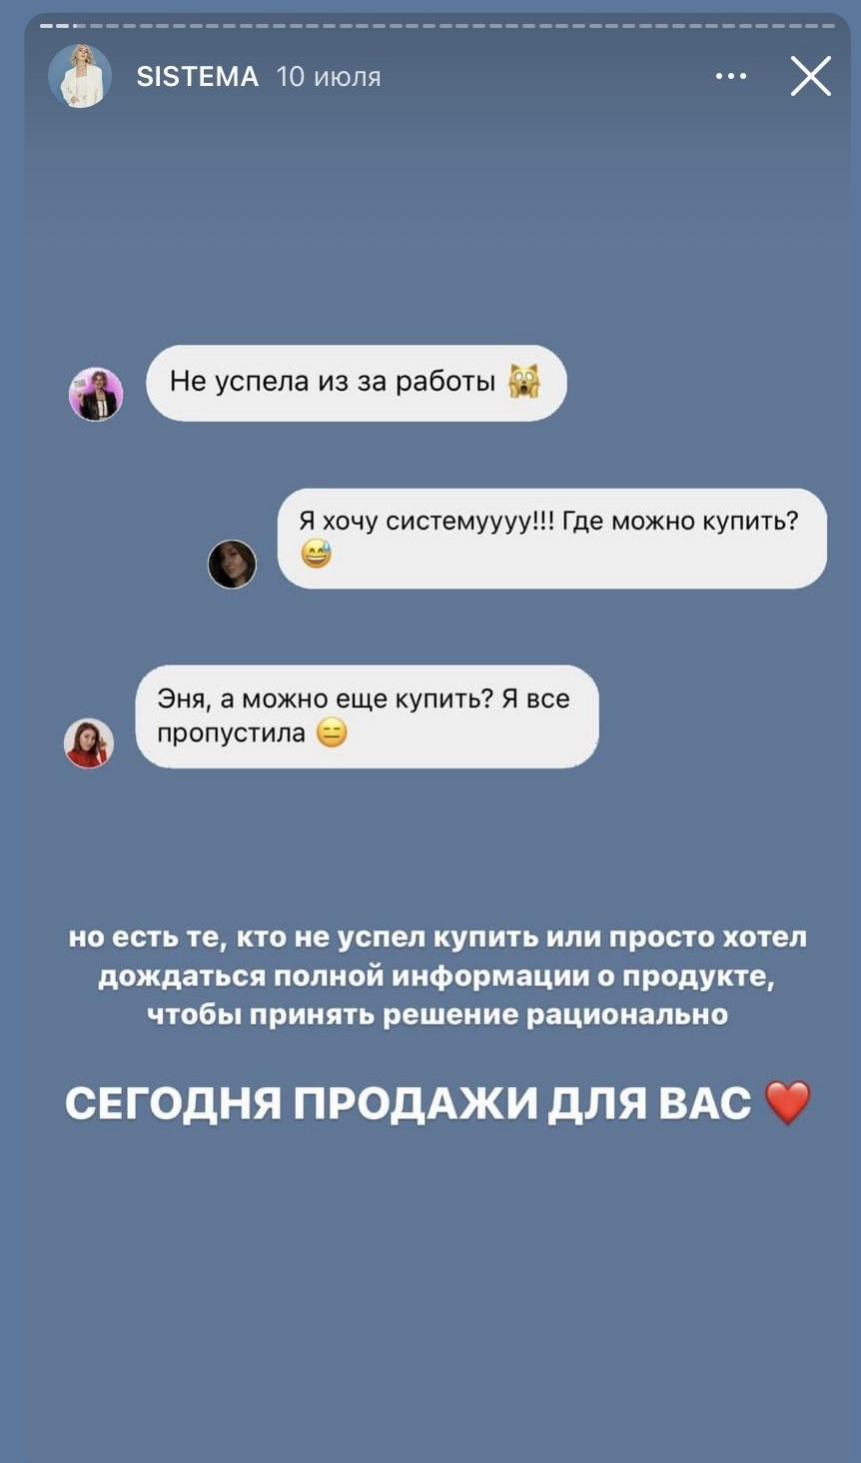 SISTEMA 10 июля
Не успела из за работы 🙀
Я хочу системуууу!!! Где можно купить?
😅
Эня, а можно еще купить? Я все
пропустила 😑
но есть те, кто не успел купить или просто хотел
дождаться полной информации о продукте,
чтобы принять решение рационально
СЕГОДНЯ ПРОДАЖИ ДЛЯ ВАС ❤️